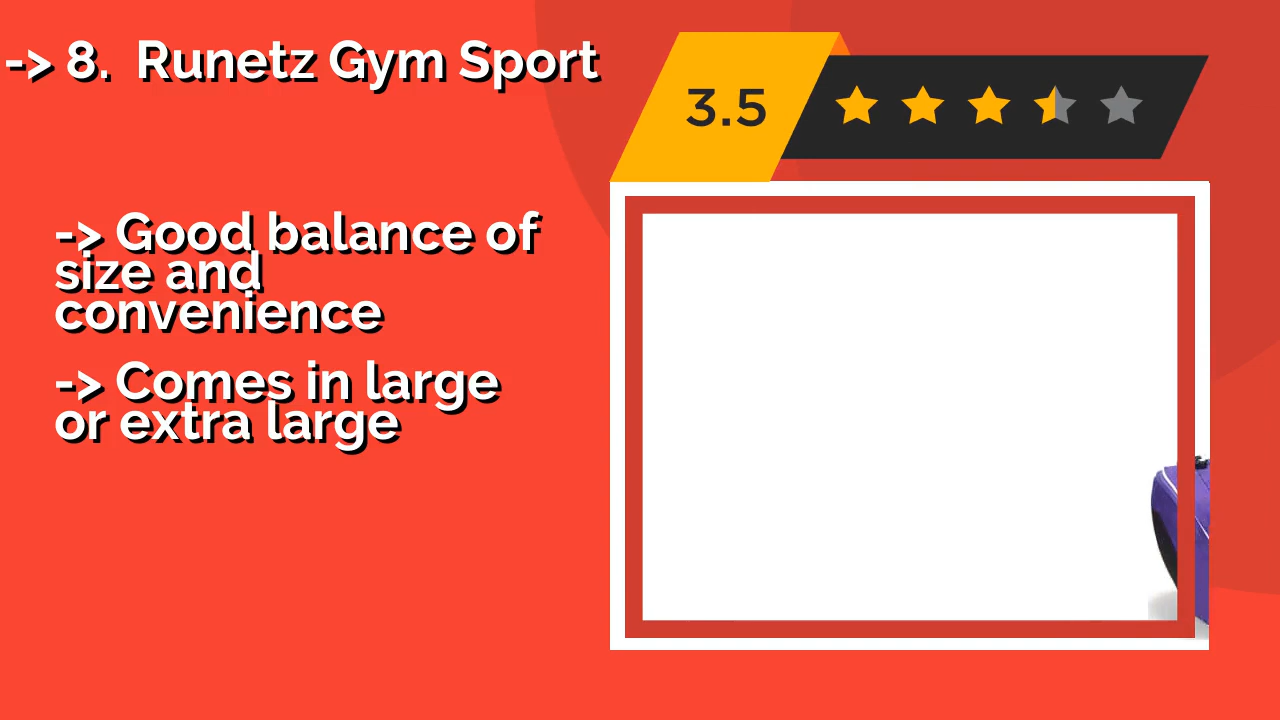 -> 8.  Runetz Gym Sport
3.5
-> Good balance of
size and
convenience
-> Comes in large
or extra large